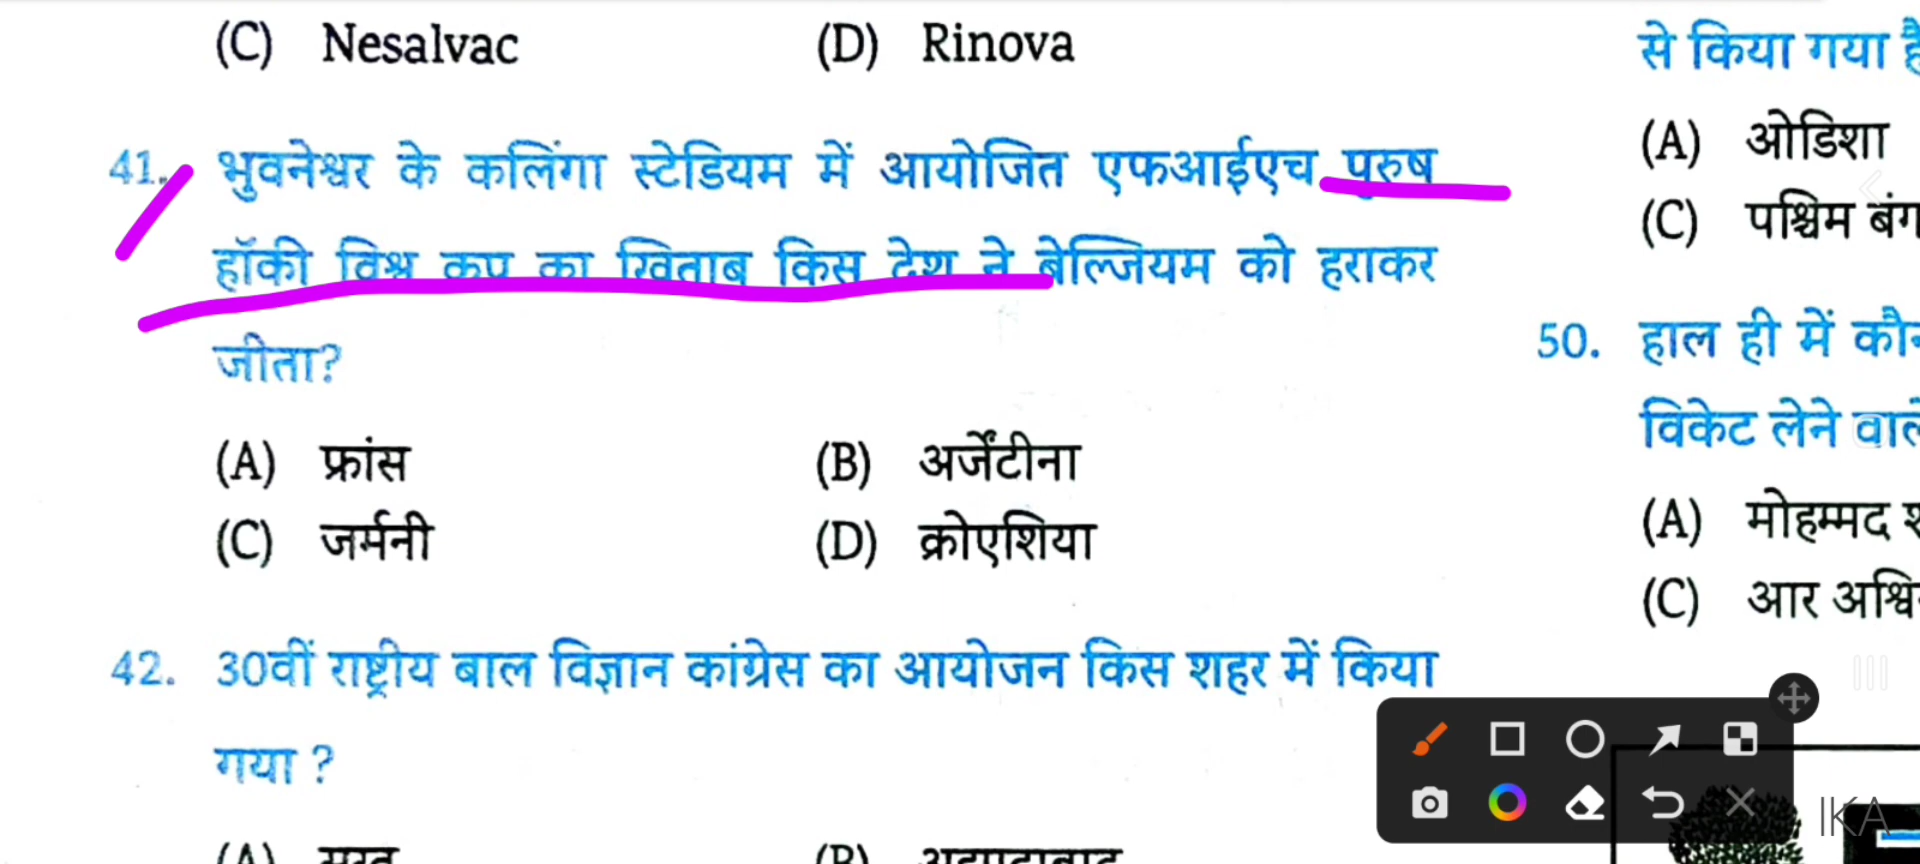 (C) Nesalvac (D) Rinova
41. भुवनेश्वर के कलिंगा स्टेडियम में आयोजित एफआईएच पुरुष
हॉकी विश्व कप का खिताब किस देश ने बेल्जियम को हराकर
जीता?
(A) फ्रांस (B) अर्जेंटीना
(C) जर्मनी (D) क्रोएशिया
42. 30वीं राष्ट्रीय बाल विज्ञान कांग्रेस का आयोजन किस शहर में किया
गया ?
(A) (B)
से किया गया है
(A) ओडिशा
(C) पश्चिम
50. हाल ही में
विकेट लेने
(A) मोहम्मद
(C) आर
IKA